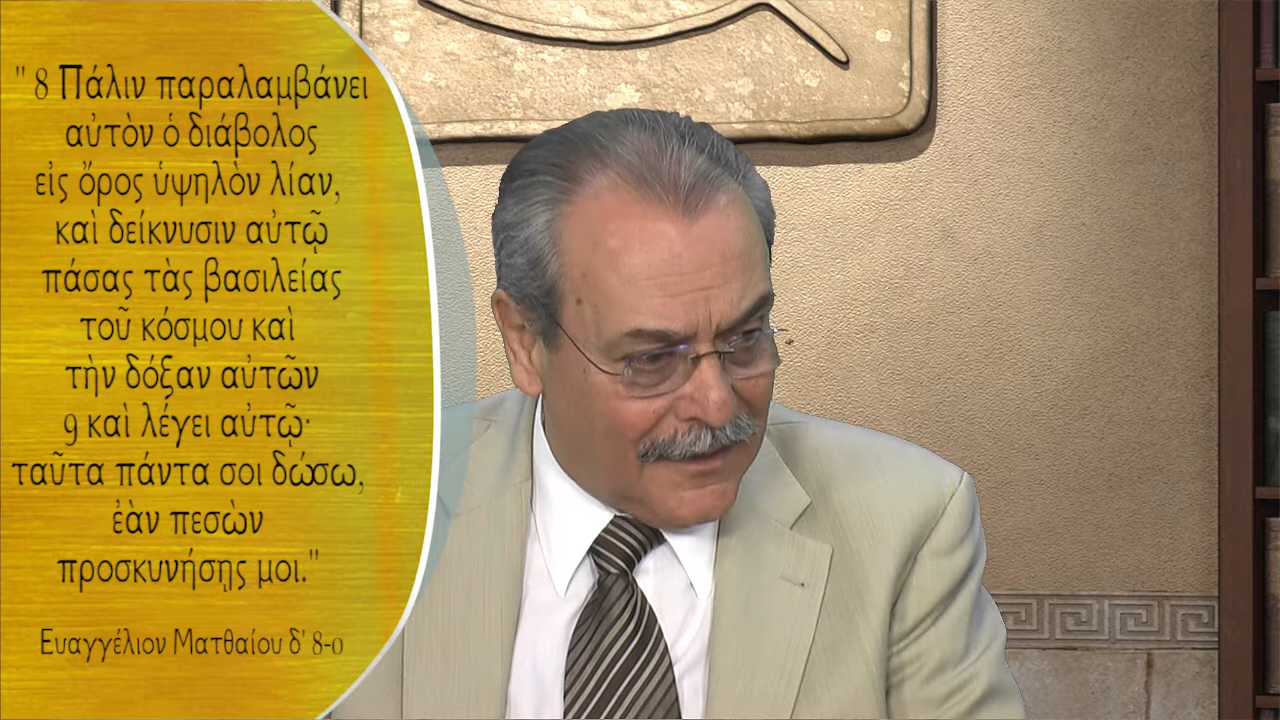 " 8 Πάλιν παραλαμβάνει
αὐτὸν ὁ διάβολος
εἰς ὄρος ὑψηλὸν λίαν,
καὶ δείκνυσιν αὐτῷ
πάσας τὰς βασιλείας
τοῦ κόσμου καὶ
τὴν δόξαν αὐτῶν
9 καὶ λέγει αὐτῷ·
ταῦτα πάντα σοι δώσω,
ἐὰν πεσὼν
προσκυνήσῃς μοι."
Ευαγγέλιον Ματθαίου δ' 8-ο